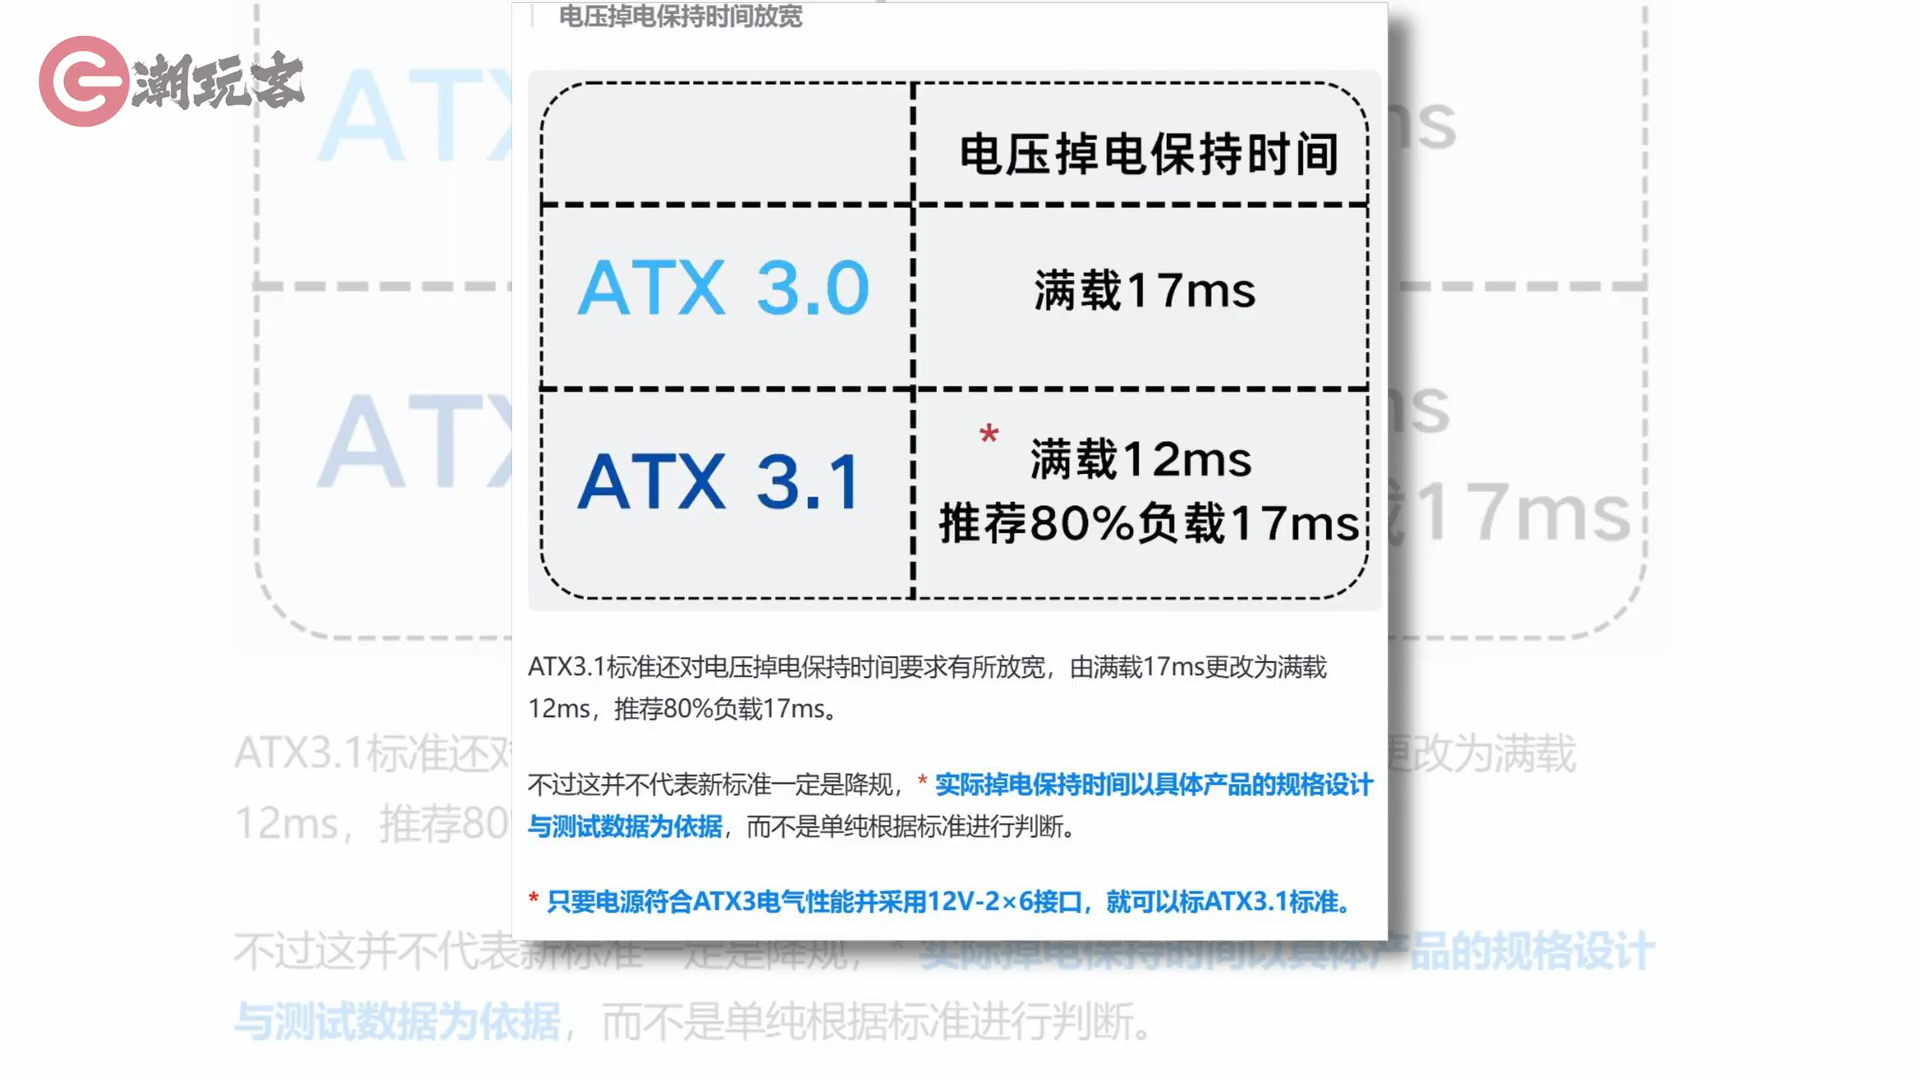 潮玩客
电压掉电保持时间放宽
电压掉电保持时间
ATX 3.0
满载17ms
ATX 3.1
* 满载12ms
推荐80%负载17ms
ATX3.1标准还对电压掉电保持时间要求有所放宽，由满载17ms更改为满载
12ms，推荐80%负载17ms。
不过这并不代表新标准一定是降规，* 实际掉电保持时间以具体产品的规格设计
与测试数据为依据，而不是单纯根据标准进行判断。
* 只要电源符合ATX3电气性能并采用12V-2×6接口，就可以标ATX3.1标准。